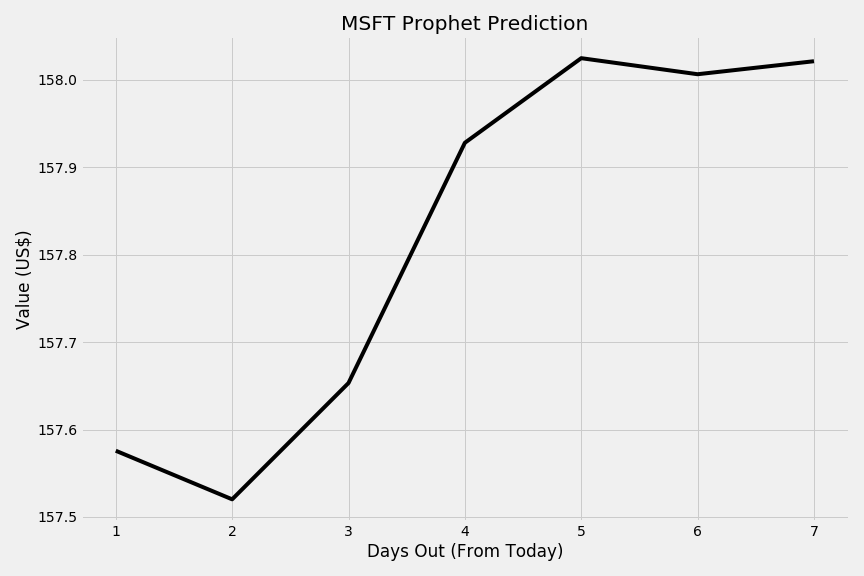 MSFT Prophet Prediction
158.0
157.9
157.8
157.7
157.6
157.5
Value (US$)
1 2 3 4 5 6 7
Days Out (From Today)